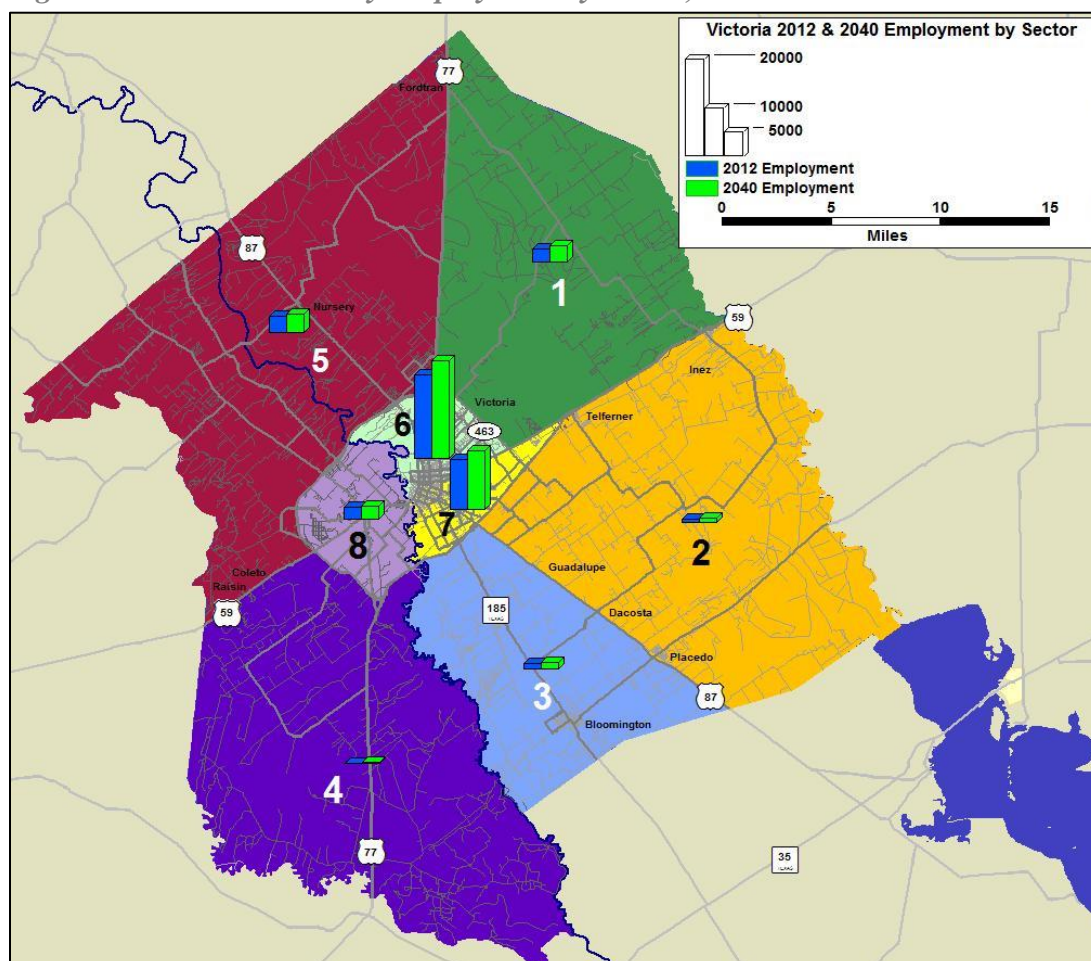 Victoria 2012 & 2040 Employment by Sector
20000
10000
5000
2012 Employment
2040 Employment
0 5 10 15
Miles
77
Fordtran
87
1
59
Nursery
5
Inez
Victoria
6
463
Telferner
7
8
2
Guadalupe
Coleto
Raisin
59
185
TEXAS
Dacosta
Placedo
3
87
Bloomington
4
77
35
TEXAS